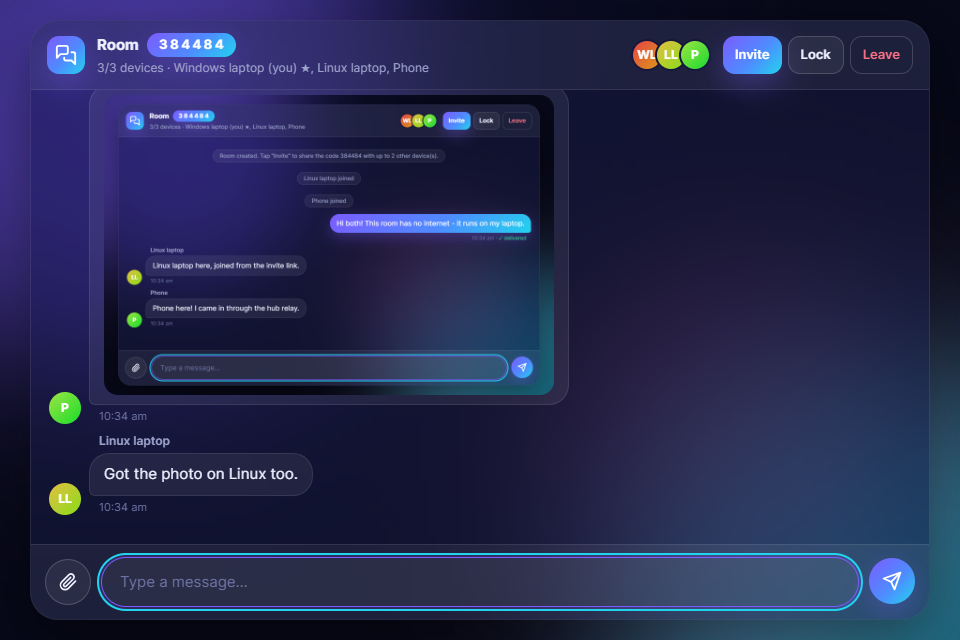 Room 384484
3/3 devices · Windows laptop (you) ★, Linux laptop, Phone
WL LL P
Invite
Lock
Leave
Room 384484
3/3 devices · Windows laptop (you) ★, Linux laptop, Phone
WL LL P
Invite
Lock
Leave
Room created. Tap "Invite" to share the code 384484 with up to 2 other device(s).
Linux laptop joined
Phone joined
Hi both! This room has no internet - it runs on my laptop.
10:34 am · ✓ delivered
Linux laptop
LL
Linux laptop here, joined from the invite link.
10:34 am
Phone
P
Phone here! I came in through the hub relay.
10:34 am
Type a message...
P
10:34 am
Linux laptop
LL
Got the photo on Linux too.
10:34 am
Type a message...